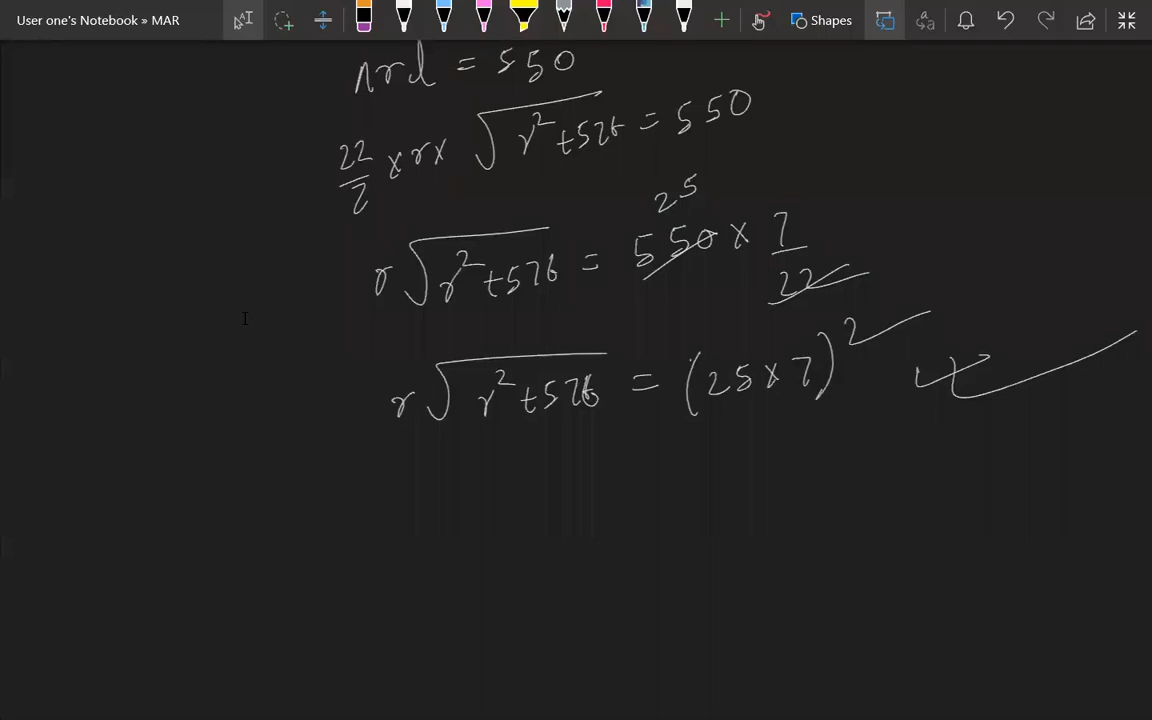 User one's Notebook » MAR
Shapes
πrl = 550
22/7 × r × √(r² + 576) = 550
25
r√(r² + 576) = 550 × 7/22
r√(r² + 576) = (25 × 7)²